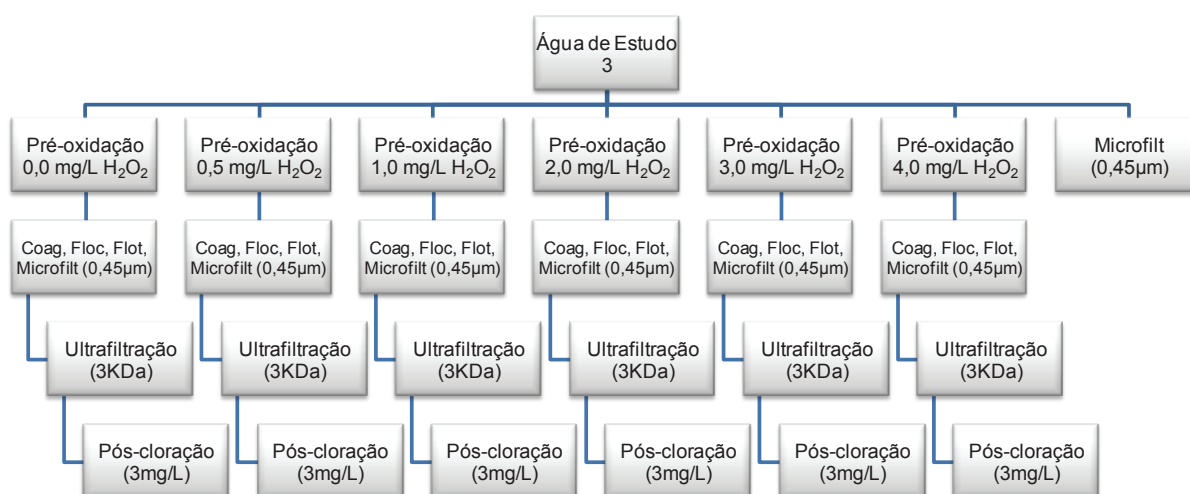 Água de Estudo
3
Pré-oxidação
0,0 mg/L H₂O₂
Pré-oxidação
0,5 mg/L H₂O₂
Pré-oxidação
1,0 mg/L H₂O₂
Pré-oxidação
2,0 mg/L H₂O₂
Pré-oxidação
3,0 mg/L H₂O₂
Pré-oxidação
4,0 mg/L H₂O₂
Microfilt
(0,45µm)
Coag, Floc, Flot,
Microfilt (0,45µm)
Coag, Floc, Flot,
Microfilt (0,45µm)
Coag, Floc, Flot,
Microfilt (0,45µm)
Coag, Floc, Flot,
Microfilt (0,45µm)
Coag, Floc, Flot,
Microfilt (0,45µm)
Coag, Floc, Flot,
Microfilt (0,45µm)
Ultrafiltração
(3KDa)
Ultrafiltração
(3KDa)
Ultrafiltração
(3KDa)
Ultrafiltração
(3KDa)
Ultrafiltração
(3KDa)
Ultrafiltração
(3KDa)
Pós-cloração
(3mg/L)
Pós-cloração
(3mg/L)
Pós-cloração
(3mg/L)
Pós-cloração
(3mg/L)
Pós-cloração
(3mg/L)
Pós-cloração
(3mg/L)